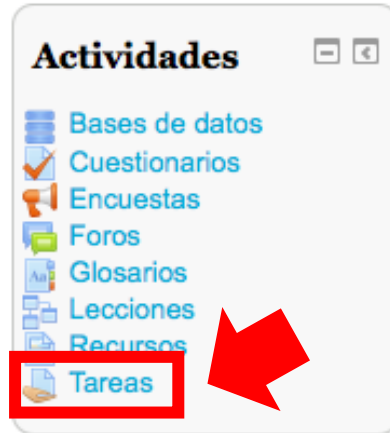 Actividades
Bases de datos
Cuestionarios
Encuestas
Foros
Glosarios
Lecciones
Recursos
Tareas